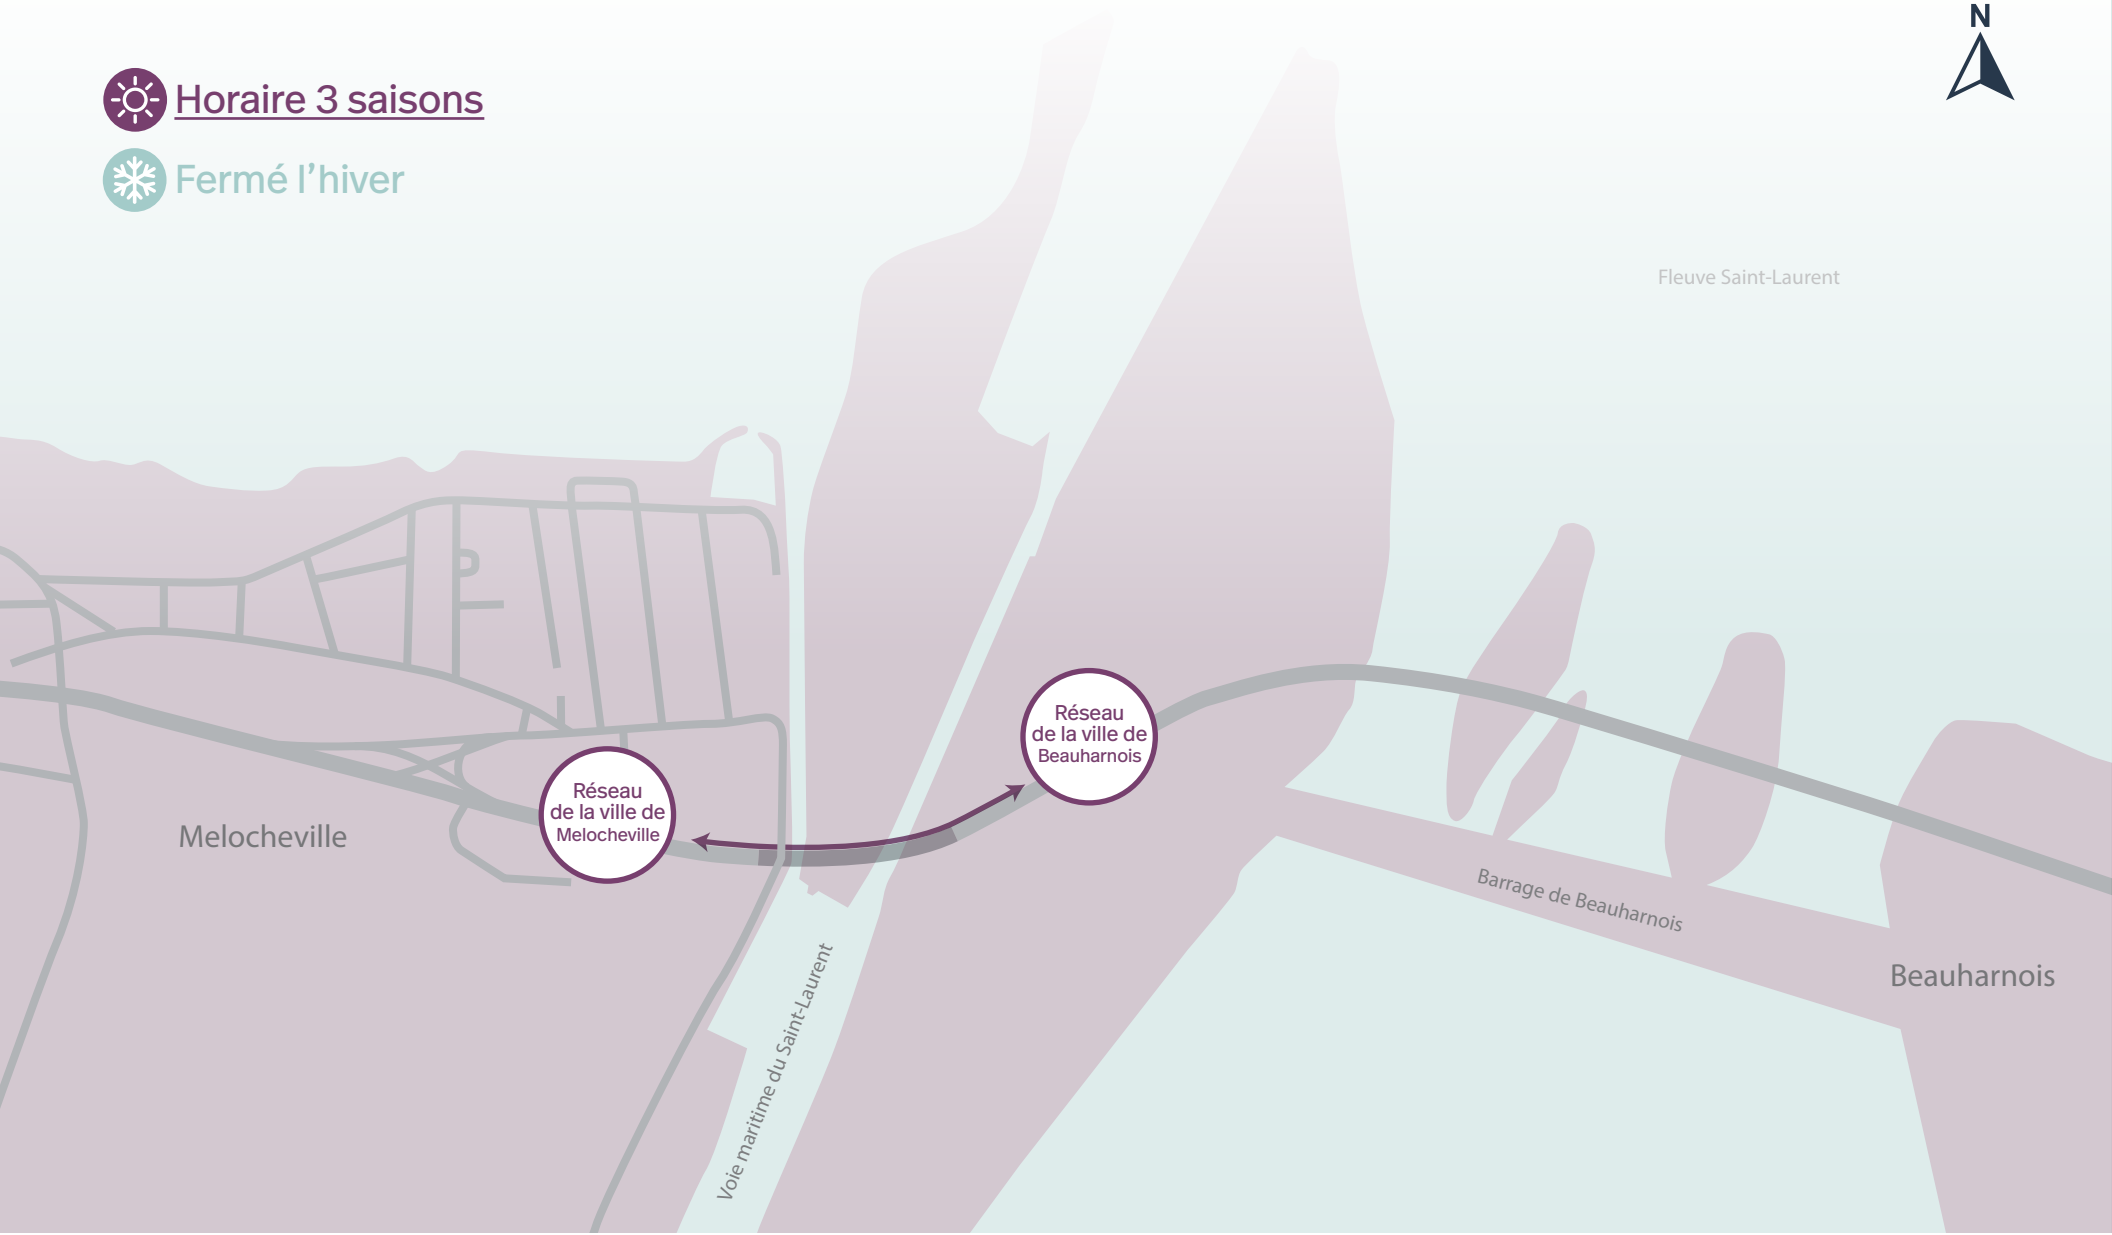 N
Horaire 3 saisons
Fermé l'hiver
Fleuve Saint-Laurent
Réseau
de la ville de
Beauharnois
Réseau
de la ville de
Melocheville
Melocheville
Barrage de Beauharnois
Voie maritime du Saint-Laurent
Beauharnois